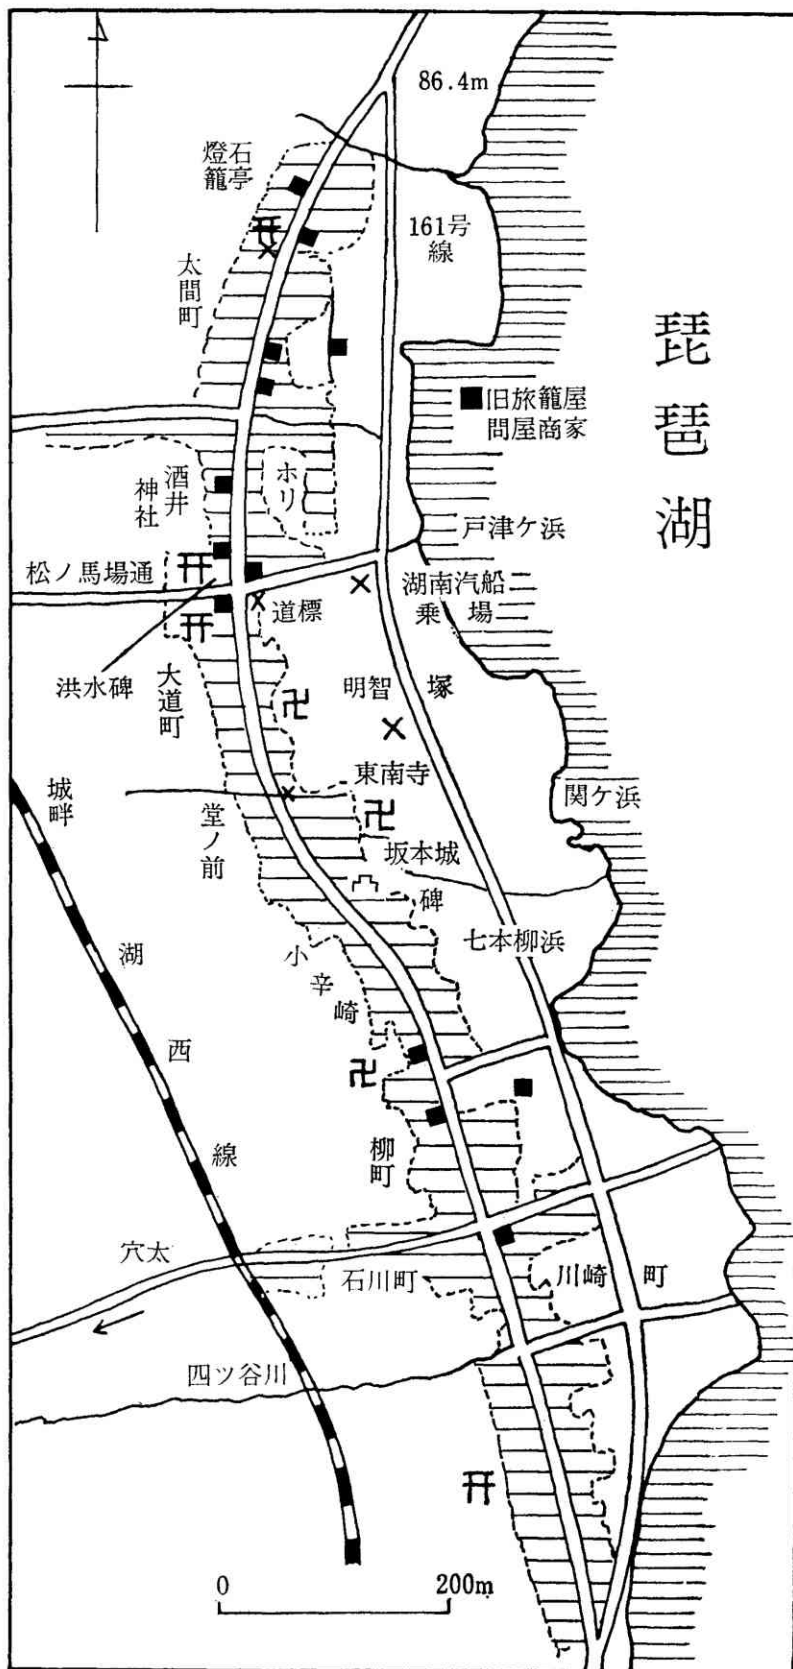 86.4m
石亭
燈籠
161号
線
太間町
琵琶湖
■旧旅籠屋
問屋商家
酒井
神社
ホリ
戸津ケ浜
松ノ馬場通
道標
湖南汽船
乗場
洪水碑
大道町
明智塚
東南寺
関ケ浜
城畔
堂ノ前
坂本城
碑
七本柳浜
小辛崎
湖西線
柳町
穴太
石川町
川崎町
四ツ谷川
0 200m